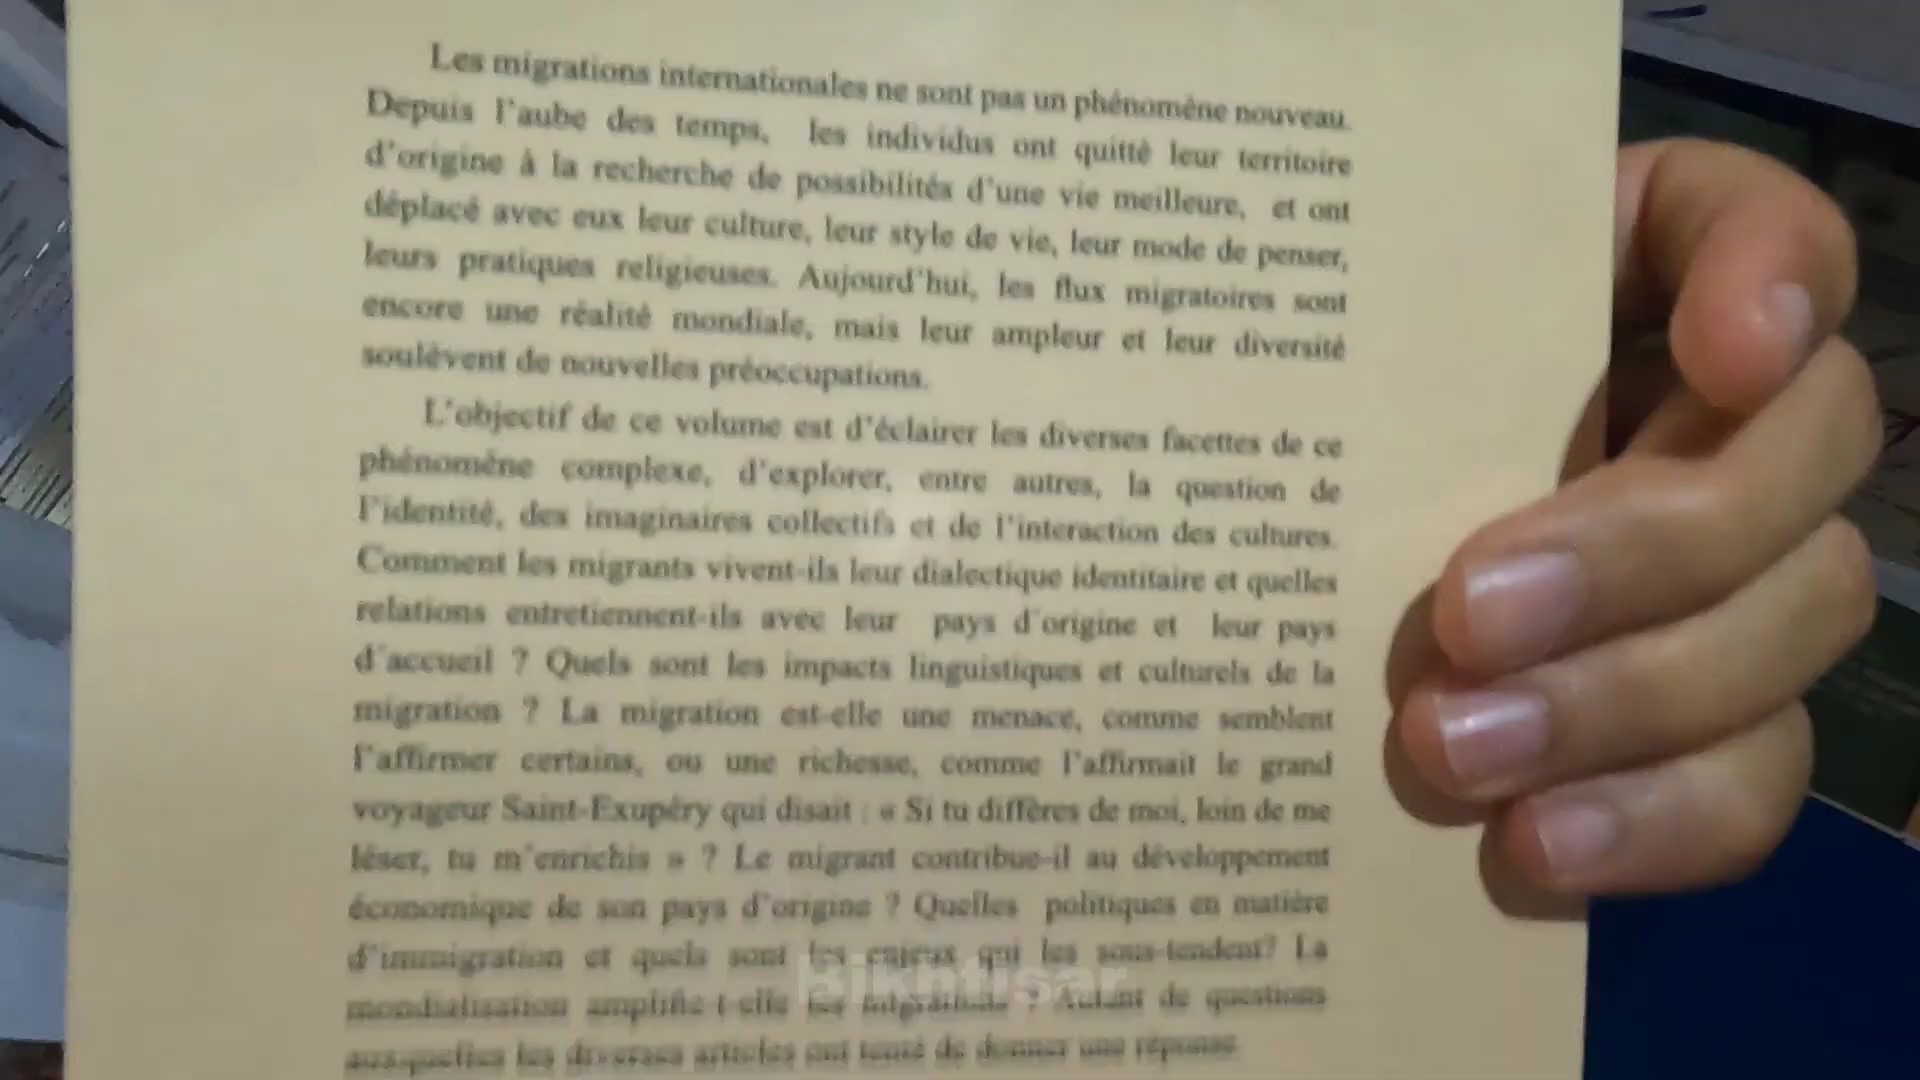 Les migrations internationales ne sont pas un phénomène nouveau.
Depuis l'aube des temps, les individus ont quitté leur territoire
d'origine à la recherche de possibilités d'une vie meilleure, et ont
déplacé avec eux leur culture, leur style de vie, leur mode de penser,
leurs pratiques religieuses. Aujourd'hui, les flux migratoires sont
encore une réalité mondiale, mais leur ampleur et leur diversité
soulèvent de nouvelles préoccupations.
L'objectif de ce volume est d'éclairer les diverses facettes de ce
phénomène complexe, d'explorer, entre autres, la question de
l'identité, des imaginaires collectifs et de l'interaction des cultures.
Comment les migrants vivent-ils leur dialectique identitaire et quelles
relations entretiennent-ils avec leur pays d'origine et leur pays
d'accueil ? Quels sont les impacts linguistiques et culturels de la
migration ? La migration est-elle une menace, comme semblent
l'affirmer certains, ou une richesse, comme l'affirmait le grand
voyageur Saint-Exupéry qui disait : « Si tu diffères de moi, loin de me
léser, tu m'enrichis » ? Le migrant contribue-il au développement
économique de son pays d'origine ? Quelles politiques en matière
d'immigration et quels sont les enjeux qui les sous-tendent? La
mondialisation amplifie-t-elle les migrations ? Autant de questions
auxquelles les diverses articles ont tenté de donner une réponse.
Bikhtisar